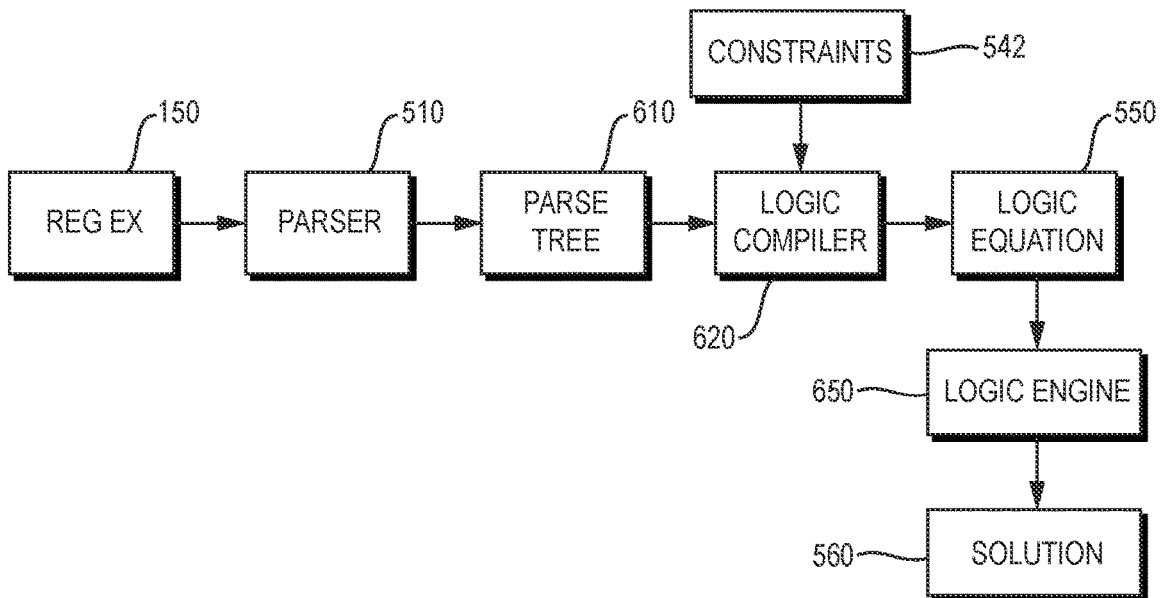 CONSTRAINTS
542
150
510
610
550
REG EX
PARSER
PARSE
TREE
LOGIC
COMPILER
LOGIC
EQUATION
620
650
LOGIC ENGINE
560
SOLUTION